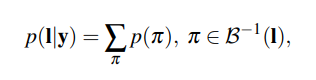 p(𝐥|𝐲) = ∑_π p(π), π ∈ ℬ⁻¹(𝐥),